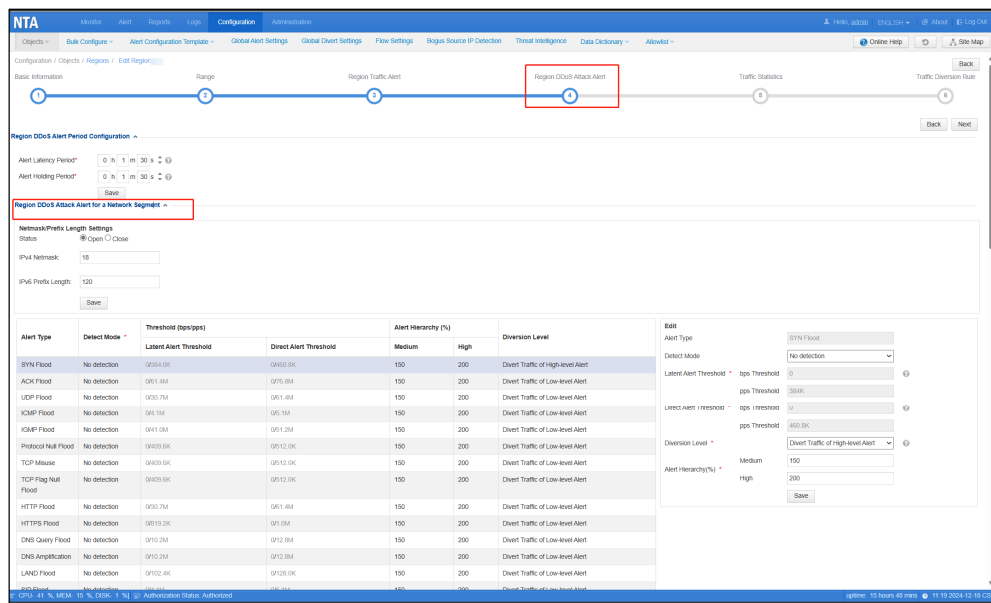 NTA Monitor Alert Reports Logs Configuration Administration Hello, admin ENGLISH About Log Out
Objects Bulk Configure Alert Configuration Template Global Alert Settings Global Divert Settings Flow Settings Bogus Source IP Detection Threat Intelligence Data Dictionary Allowlist Online Help Site Map
Configuration / Objects / Regions / Edit Region
Back
Basic Information Range Region Traffic Alert Region DDoS Attack Alert Traffic Statistics Traffic Diversion Rule
1 2 3 4 5 6
Back Next
Region DDoS Alert Period Configuration
Alert Latency Period* 0 h 1 m 30 s
Alert Holding Period* 0 h 1 m 30 s
Save
Region DDoS Attack Alert for a Network Segment
Netmask/Prefix Length Settings
Status Open Close
IPv4 Netmask: 18
IPv6 Prefix Length: 120
Save
Alert Type Detect Mode * Threshold (bps/pps) Alert Hierarchy (%) Diversion Level
Latent Alert Threshold Direct Alert Threshold Medium High
SYN Flood No detection 0/384.0K 0/460.8K 150 200 Divert Traffic of High-level Alert
ACK Flood No detection 0/61.4M 0/76.8M 150 200 Divert Traffic of Low-level Alert
UDP Flood No detection 0/30.7M 0/61.4M 150 200 Divert Traffic of Low-level Alert
ICMP Flood No detection 0/4.1M 0/5.1M 150 200 Divert Traffic of Low-level Alert
IGMP Flood No detection 0/41.0M 0/51.2M 150 200 Divert Traffic of Low-level Alert
Protocol Null Flood No detection 0/409.6K 0/512.0K 150 200 Divert Traffic of Low-level Alert
TCP Misuse No detection 0/409.6K 0/512.0K 150 200 Divert Traffic of Low-level Alert
TCP Flag Null Flood No detection 0/409.6K 0/512.0K 150 200 Divert Traffic of Low-level Alert
HTTP Flood No detection 0/30.7M 0/61.4M 150 200 Divert Traffic of Low-level Alert
HTTPS Flood No detection 0/819.2K 0/1.0M 150 200 Divert Traffic of Low-level Alert
DNS Query Flood No detection 0/10.2M 0/12.8M 150 200 Divert Traffic of Low-level Alert
DNS Amplification No detection 0/10.2M 0/12.8M 150 200 Divert Traffic of Low-level Alert
LAND Flood No detection 0/102.4K 0/128.0K 150 200 Divert Traffic of Low-level Alert
Edit
Alert Type SYN Flood
Detect Mode No detection
Latent Alert Threshold * bps Threshold 0
pps Threshold 384K
Direct Alert Threshold * bps Threshold 0
pps Threshold 460.8K
Diversion Level * Divert Traffic of High-level Alert
Alert Hierarchy(%) * Medium 150
High 200
Save
CPU- 41 %, MEM- 15 %, DISK- 1 %| Authorization Status: Authorized uptime: 15 hours 48 mins 11:19 2024-12-18 CS